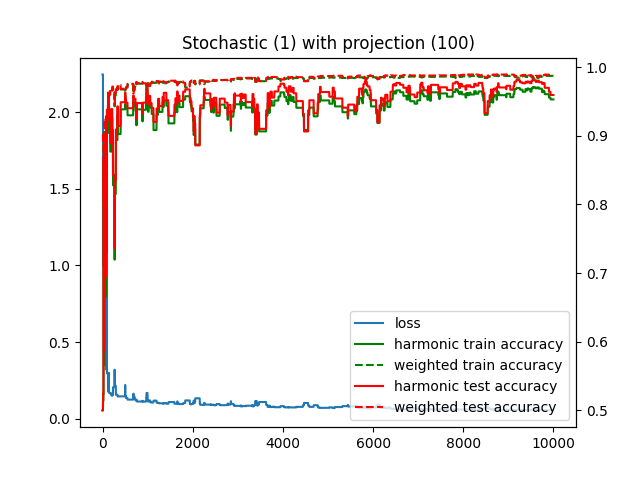 Stochastic (1) with projection (100)
2.0
1.5
1.0
0.5
0.0
1.0
0.9
0.8
0.7
0.6
0.5
loss
harmonic train accuracy
weighted train accuracy
harmonic test accuracy
weighted test accuracy
0 2000 4000 6000 8000 10000